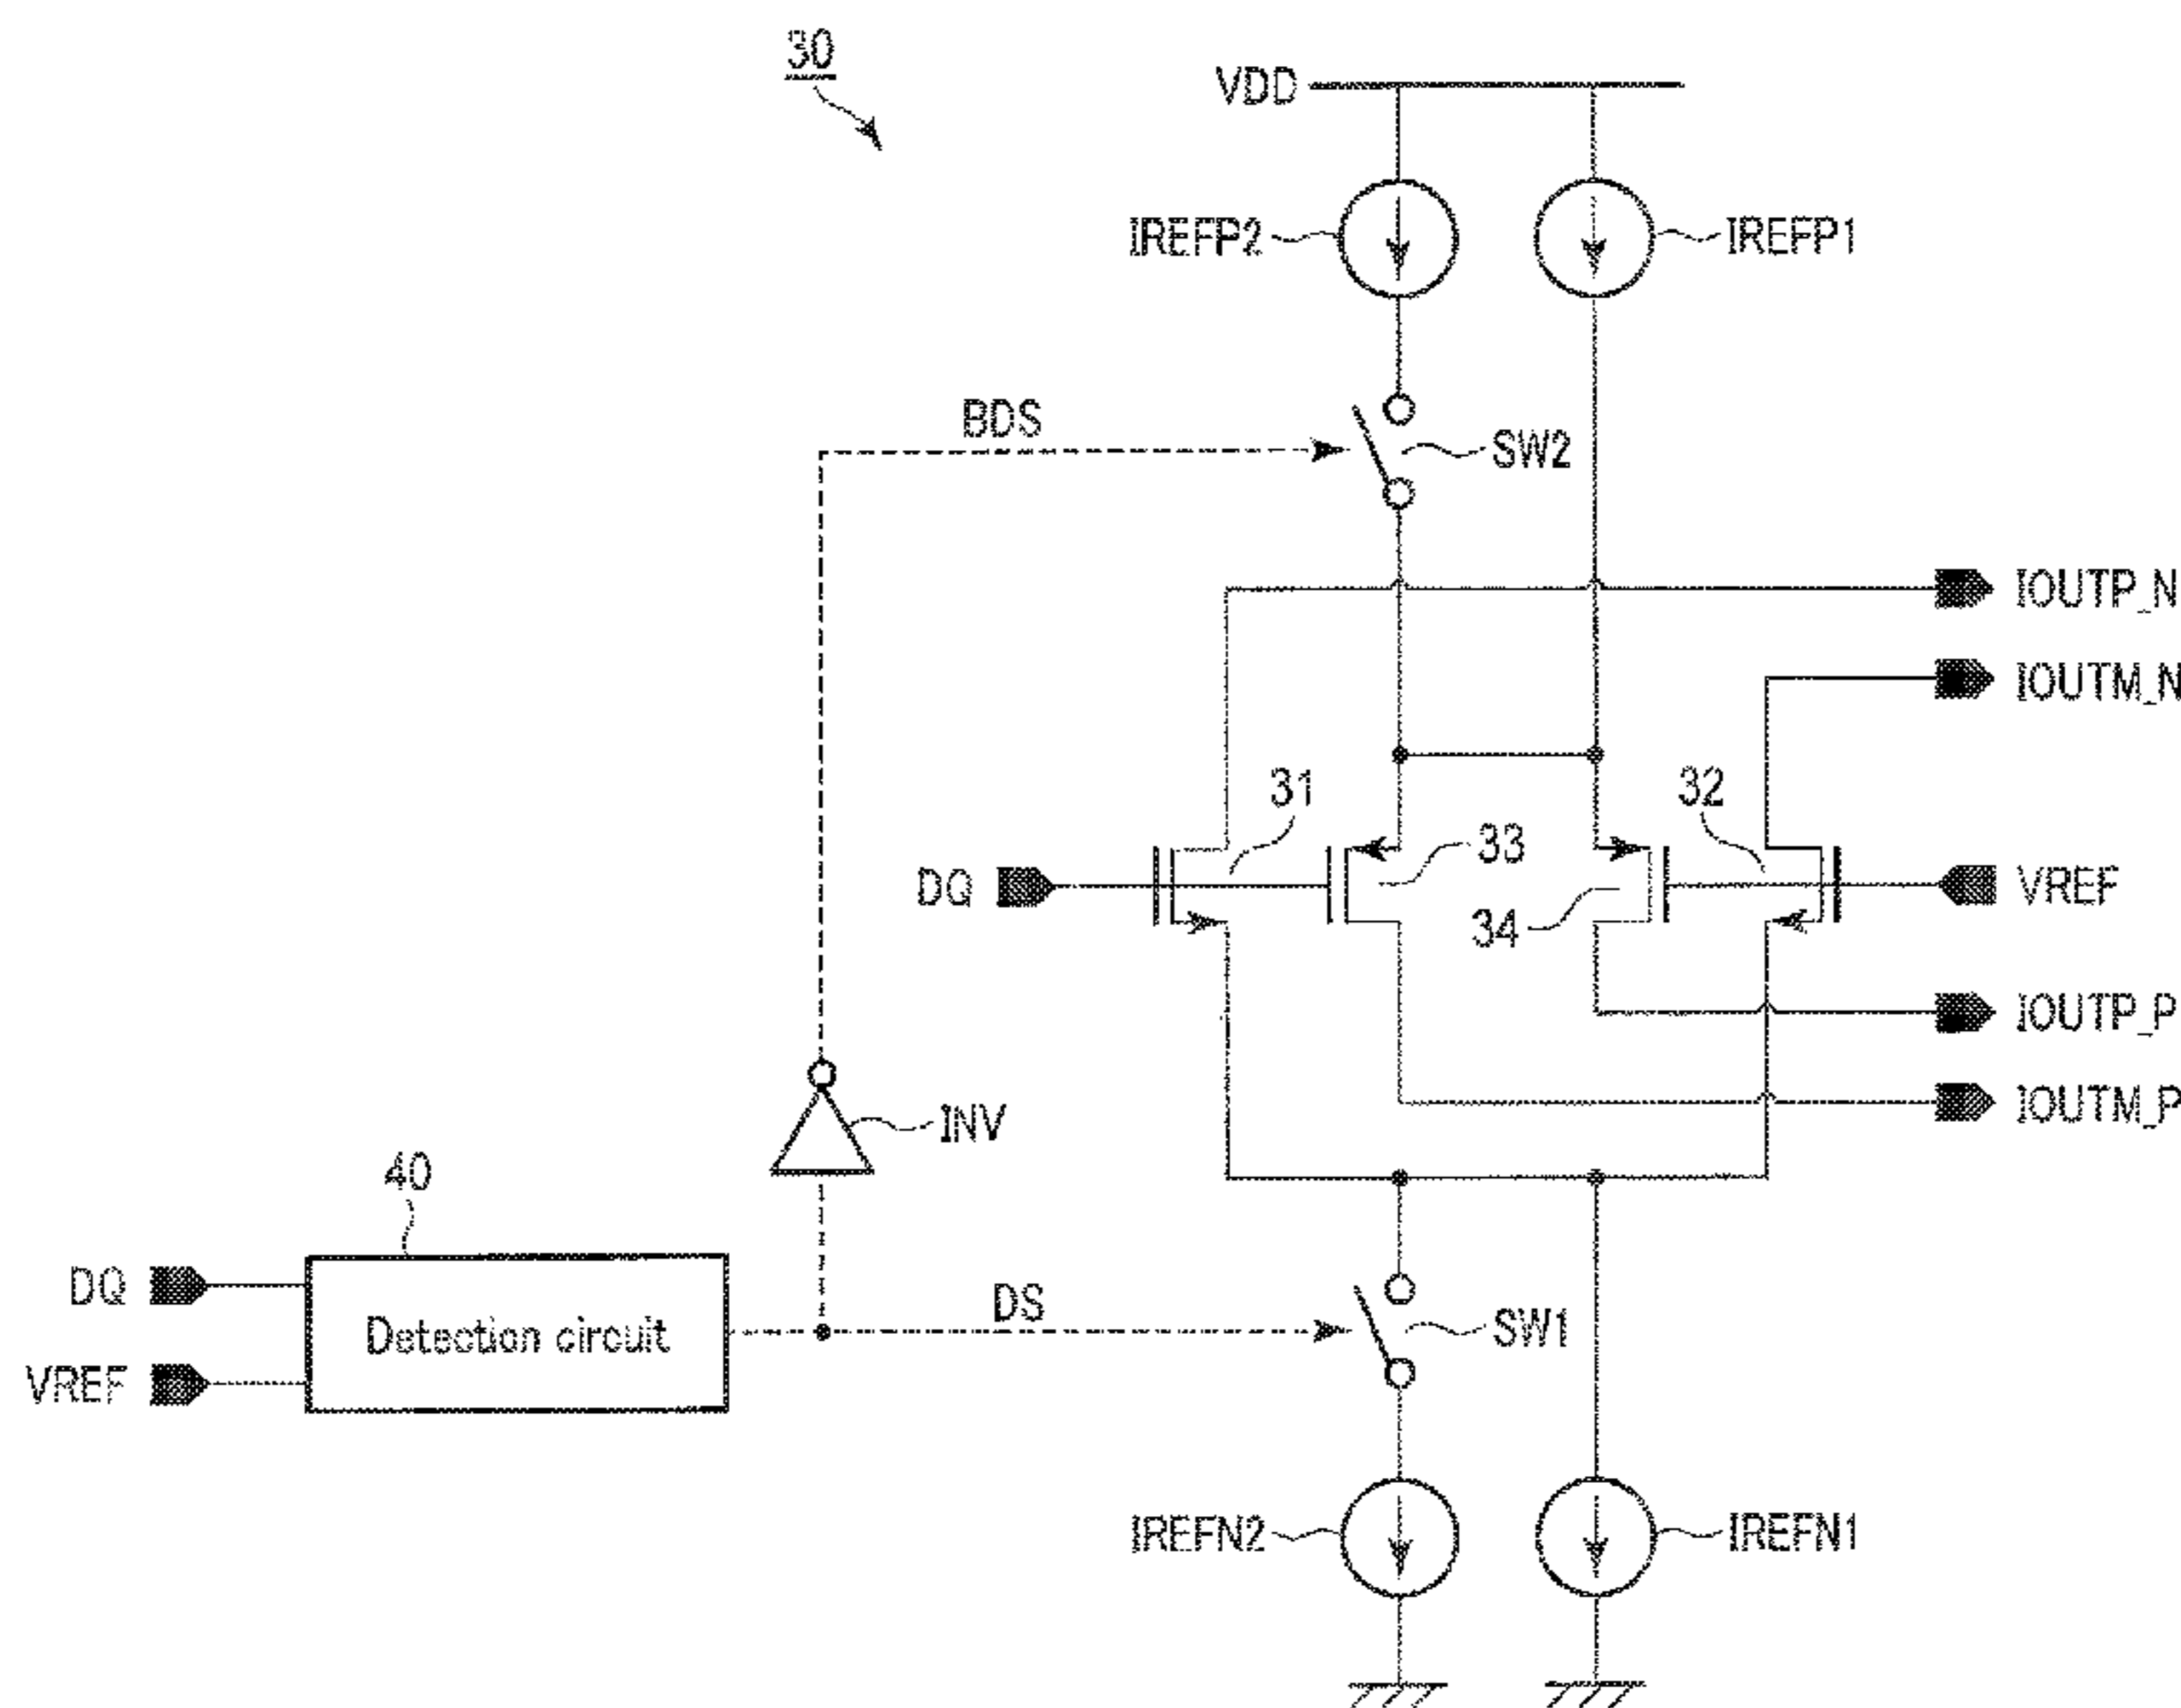 30
VDD
IREFP2
IREFP1
BDS
SW2
IOUTP_N
IOUTM_N
31
32
33
DQ
34
VREF
IOUTP_P
IOUTM_P
INV
40
DQ
Detection circuit
DS
SW1
VREF
IREFN2
IREFN1